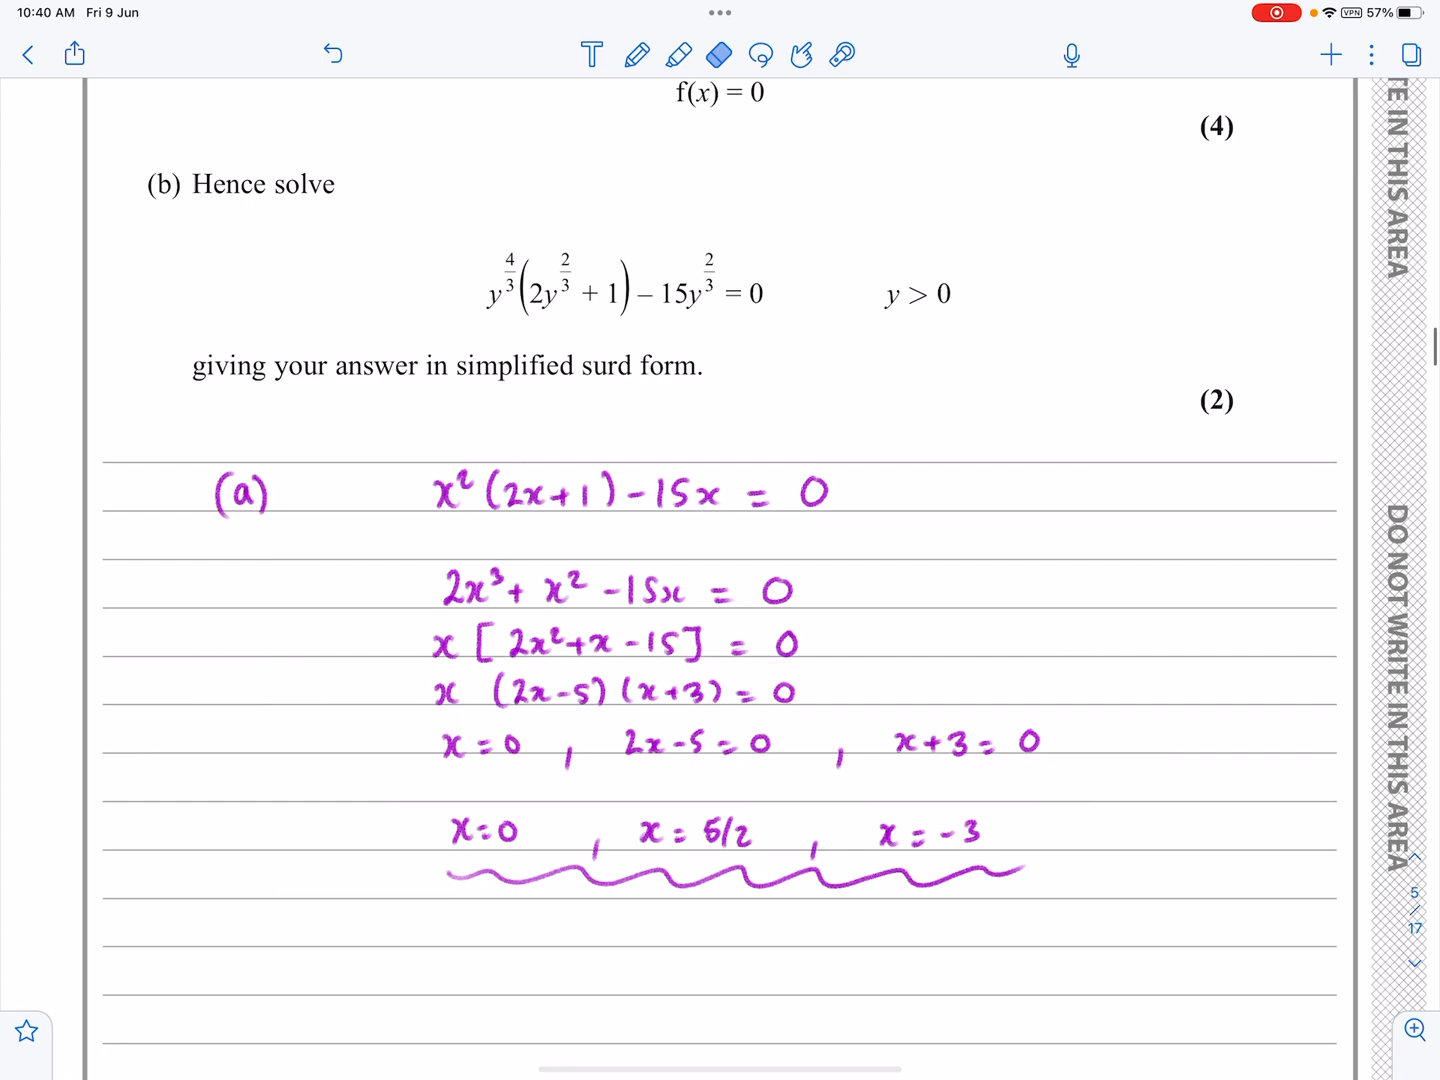 10:40 AM Fri 9 Jun
VPN 57%
f(x) = 0
(4)
(b) Hence solve
y^{4/3}(2y^{2/3} + 1) – 15y^{2/3} = 0 y > 0
giving your answer in simplified surd form.
(2)
(a) x² (2x+1) - 15x = 0
2x³ + x² - 15x = 0
x [ 2x² + x - 15 ] = 0
x (2x-5) (x+3) = 0
x = 0 , 2x-5 = 0 , x+3 = 0
x = 0 , x = 5/2 , x = -3
TE IN THIS AREA
DO NOT WRITE IN THIS AREA
5
/
17